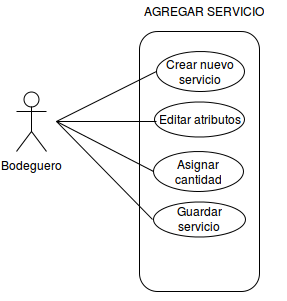 AGREGAR SERVICIO
Crear nuevo
servicio
Editar atributos
Asignar
cantidad
Guardar
servicio
Bodeguero